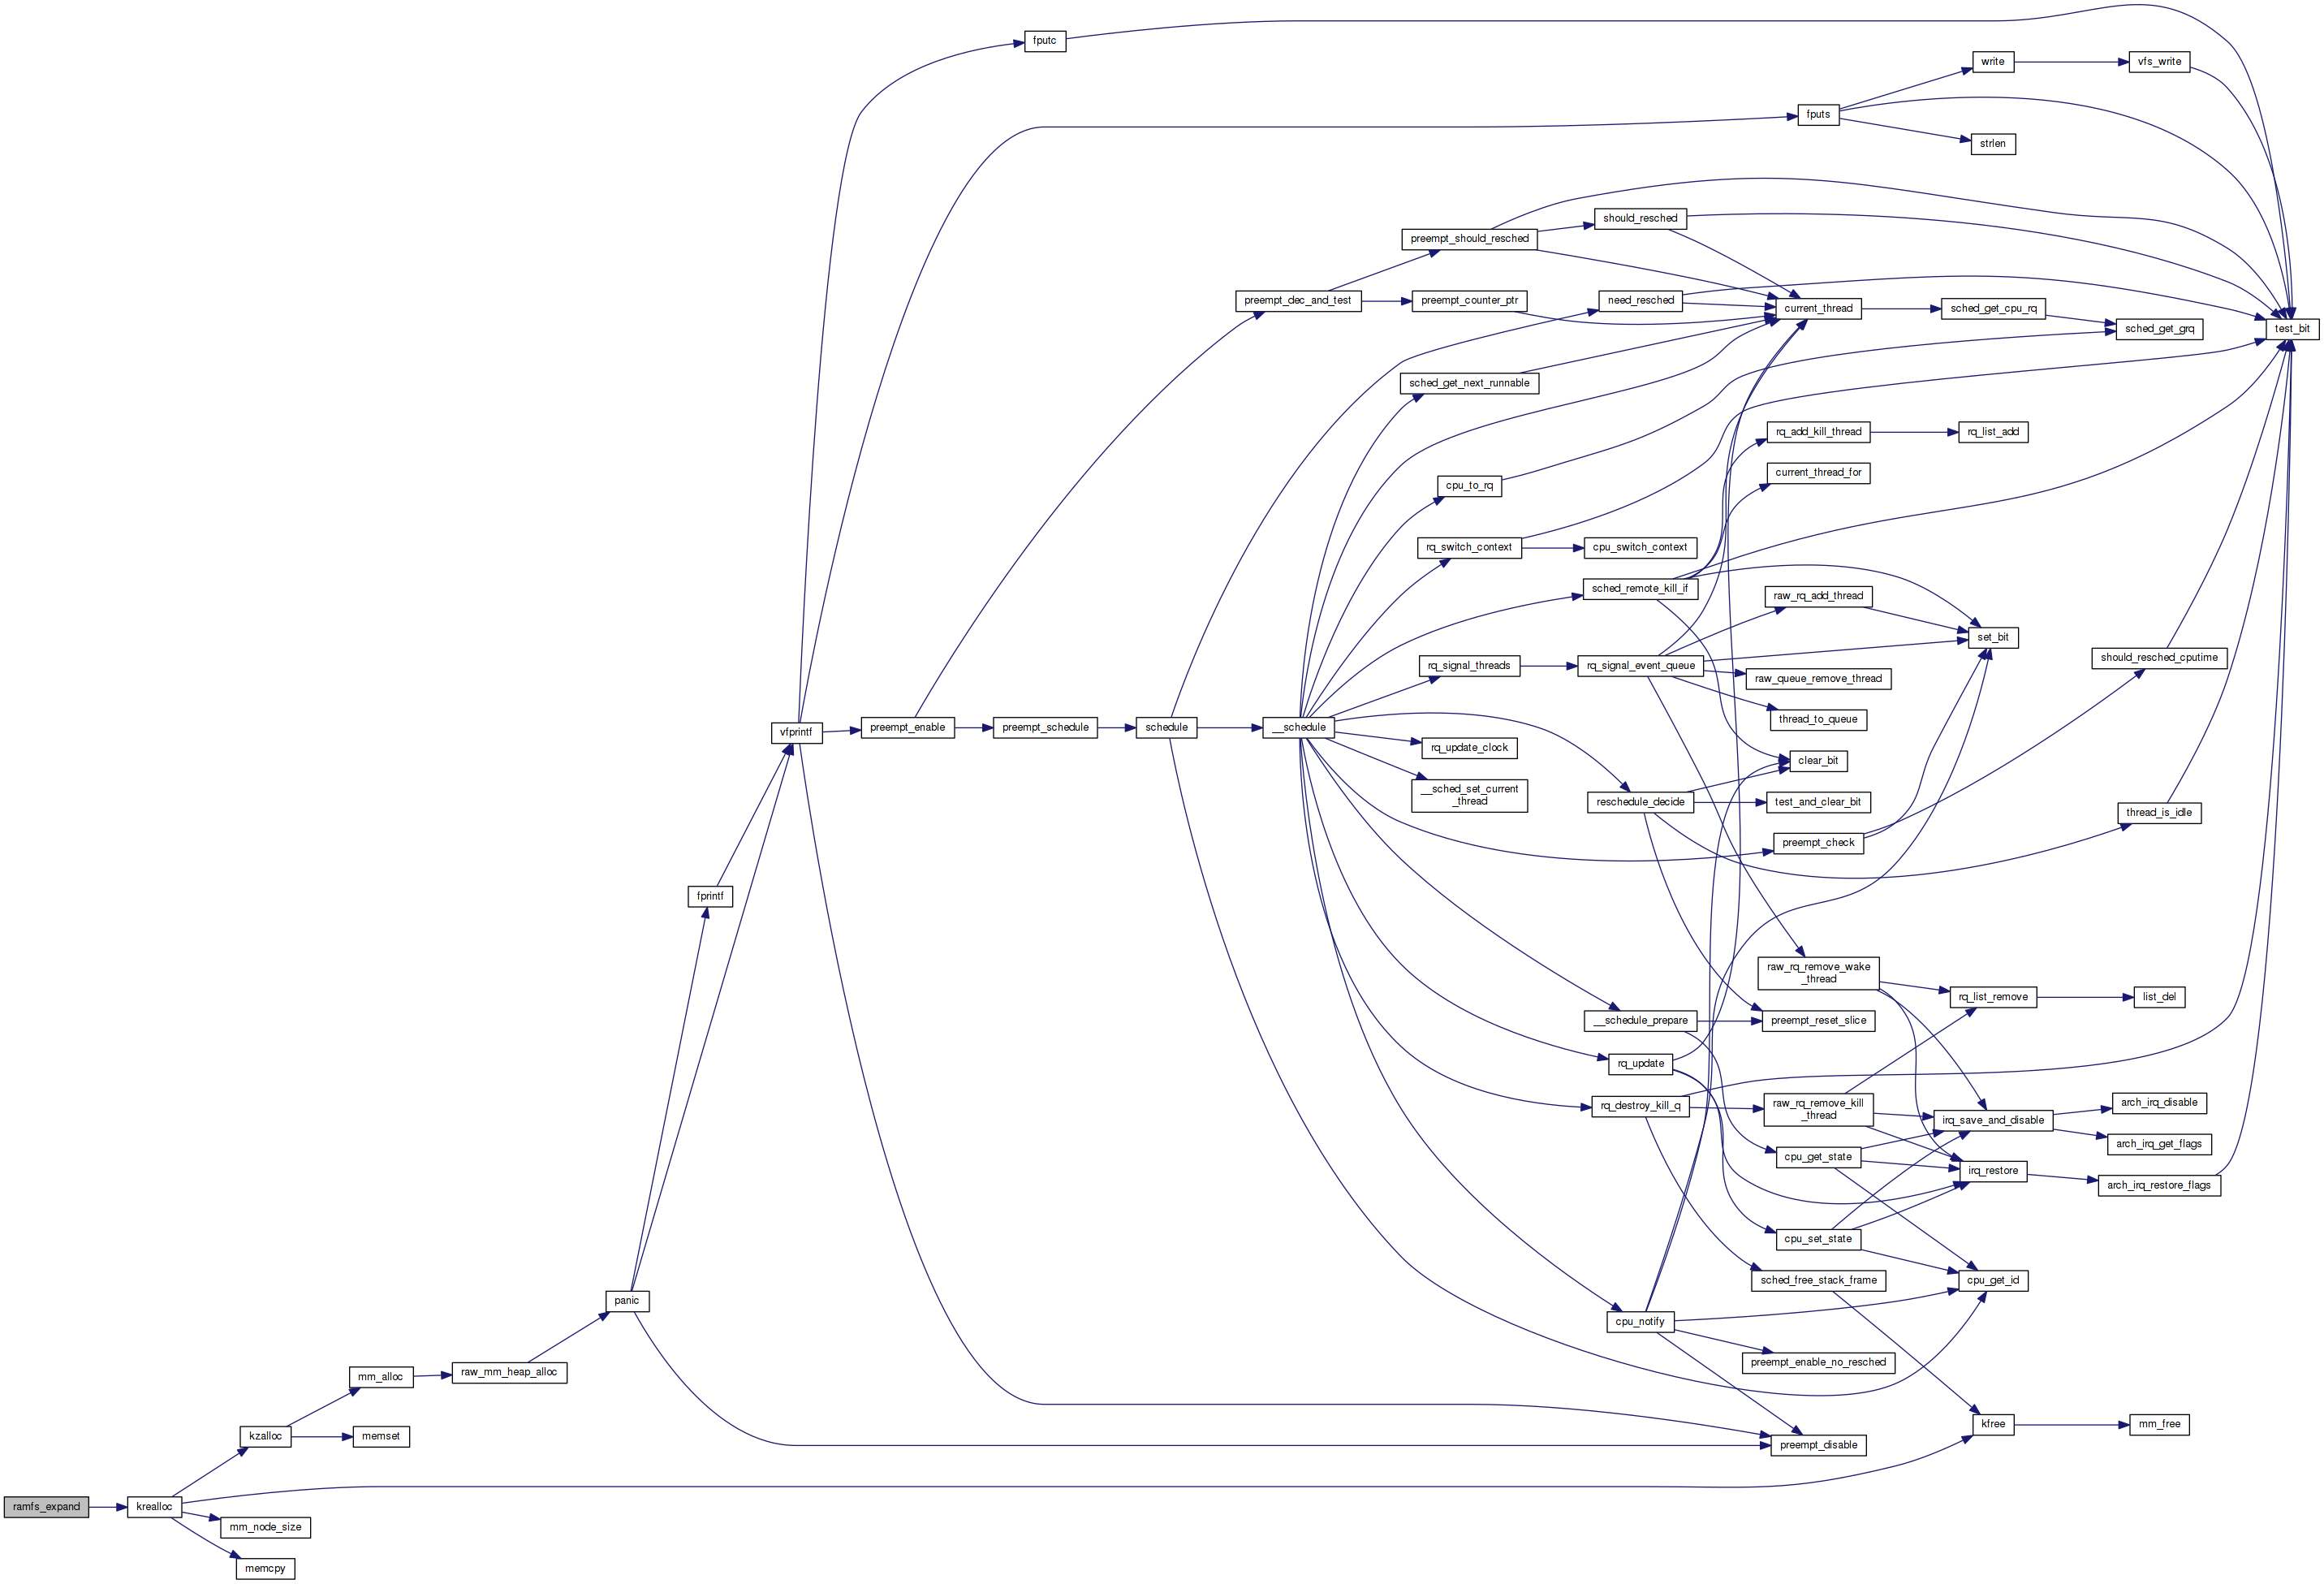 fputc
write
vfs_write
fputs
strlen
should_resched
preempt_should_resched
preempt_dec_and_test
preempt_counter_ptr
need_resched
current_thread
sched_get_cpu_rq
sched_get_grq
test_bit
sched_get_next_runnable
rq_add_kill_thread
rq_list_add
current_thread_for
cpu_to_rq
rq_switch_context
cpu_switch_context
sched_remote_kill_if
raw_rq_add_thread
set_bit
rq_signal_threads
rq_signal_event_queue
should_resched_cputime
raw_queue_remove_thread
thread_to_queue
vfprintf
preempt_enable
preempt_schedule
schedule
__schedule
rq_update_clock
clear_bit
__sched_set_current
_thread
reschedule_decide
test_and_clear_bit
thread_is_idle
preempt_check
fprintf
raw_rq_remove_wake
_thread
rq_list_remove
list_del
__schedule_prepare
preempt_reset_slice
rq_update
rq_destroy_kill_q
raw_rq_remove_kill
_thread
irq_save_and_disable
arch_irq_disable
arch_irq_get_flags
cpu_get_state
irq_restore
arch_irq_restore_flags
cpu_set_state
sched_free_stack_frame
cpu_get_id
panic
cpu_notify
preempt_enable_no_resched
mm_alloc
raw_mm_heap_alloc
kfree
mm_free
kzalloc
memset
preempt_disable
ramfs_expand
krealloc
mm_node_size
memcpy